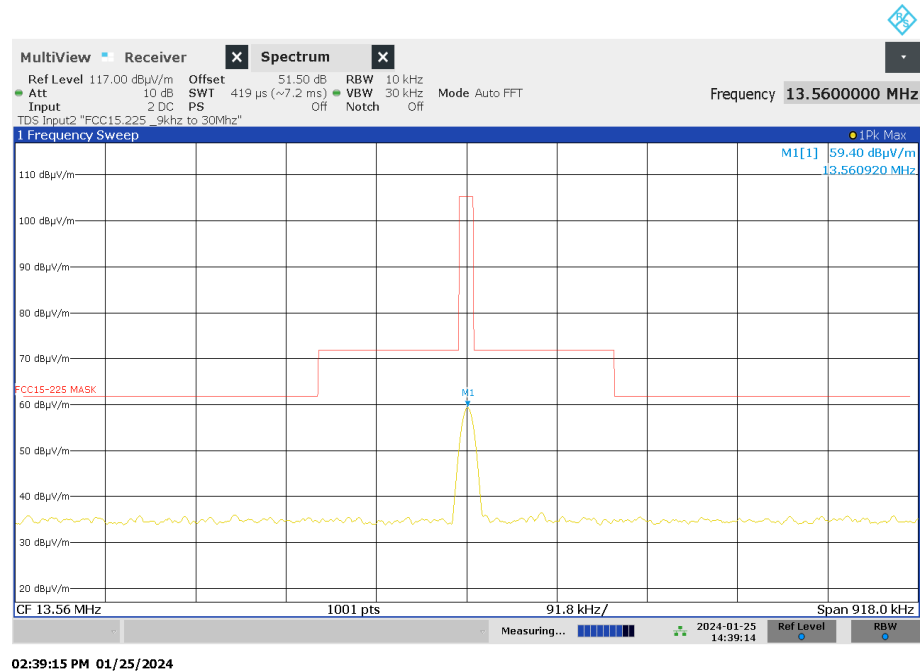 R S
MultiView Receiver X Spectrum X
Ref Level 117.00 dBµV/m Offset 51.50 dB RBW 10 kHz
Att 10 dB SWT 419 µs (~7.2 ms) VBW 30 kHz Mode Auto FFT
Input 2 DC PS Off Notch Off
Frequency 13.5600000 MHz
TDS Input2 "FCC15.225 _9khz to 30Mhz"
1 Frequency Sweep 1Pk Max
M1[1] 59.40 dBµV/m
13.560920 MHz
110 dBµV/m
100 dBµV/m
90 dBµV/m
80 dBµV/m
70 dBµV/m
FCC15-225 MASK
M1
60 dBµV/m
50 dBµV/m
40 dBµV/m
30 dBµV/m
20 dBµV/m
CF 13.56 MHz 1001 pts 91.8 kHz/ Span 918.0 kHz
Measuring... 2024-01-25 14:39:14 Ref Level RBW
02:39:15 PM 01/25/2024